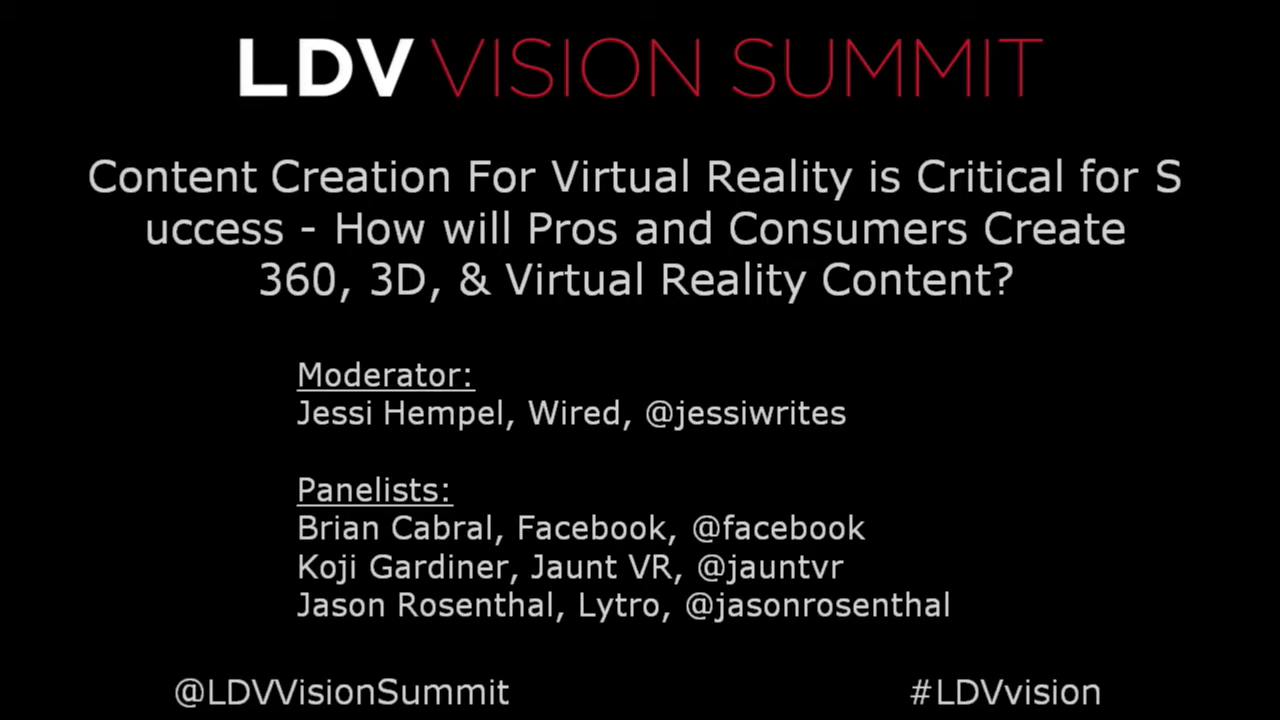 LDV VISION SUMMIT
Content Creation For Virtual Reality is Critical for S
uccess - How will Pros and Consumers Create
360, 3D, & Virtual Reality Content?
Moderator:
Jessi Hempel, Wired, @jessiwrites
Panelists:
Brian Cabral, Facebook, @facebook
Koji Gardiner, Jaunt VR, @jauntvr
Jason Rosenthal, Lytro, @jasonrosenthal
@LDVVisionSummit
#LDVvision